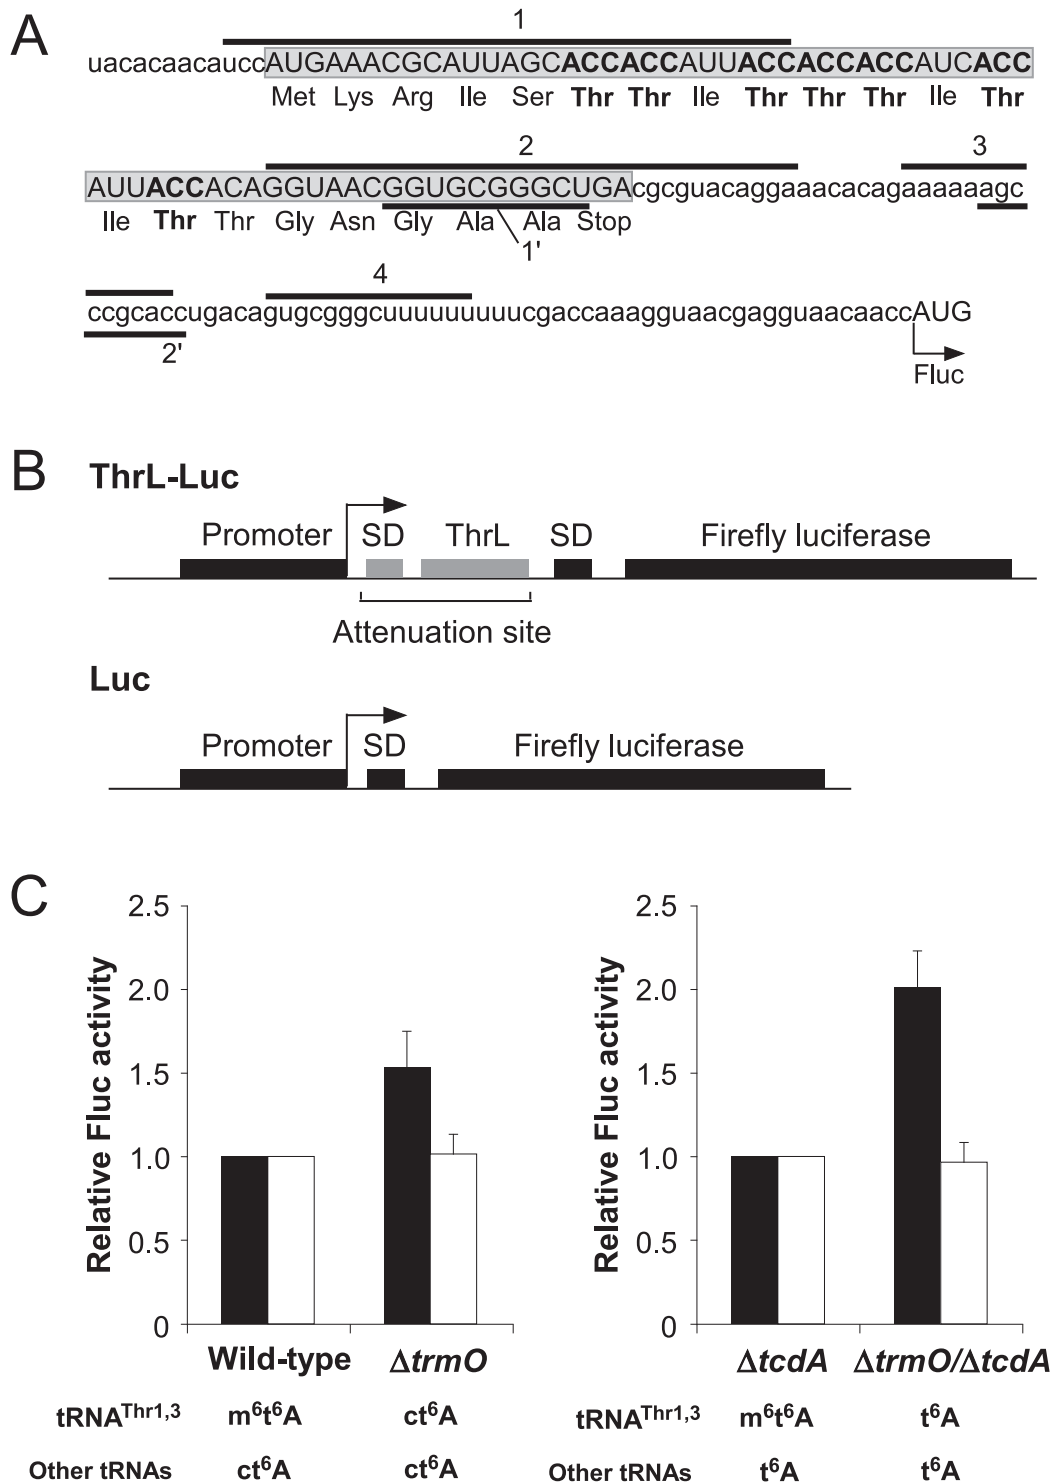 A
1
uacacaacauccAUGAAACGCAUUAGCACCACCAUUACCACCACCAUCACC
Met Lys Arg Ile Ser Thr Thr Ile Thr Thr Thr Ile Thr
2 3
AUUACCACAGGUAACGGUGCGGGCUGAcgcguacaggaaacacagaaaaaagc
Ile Thr Thr Gly Asn Gly Ala Ala Stop
1'
4
ccgcaccugacagugcgggcuuuuuuuuucgaccaaagguaacgagguaacaaccAUG
2'
Fluc
B
ThrL-Luc
Promoter SD ThrL SD Firefly luciferase
Attenuation site
Luc
Promoter SD Firefly luciferase
C
Relative Fluc activity
2.5
2.0
1.5
1.0
0.5
0
Wild-type ΔtrmO
tRNAThr1,3 m6t6A ct6A
Other tRNAs ct6A ct6A
Relative Fluc activity
2.5
2.0
1.5
1.0
0.5
0
ΔtcdA ΔtrmO/ΔtcdA
tRNAThr1,3 m6t6A t6A
Other tRNAs t6A t6A